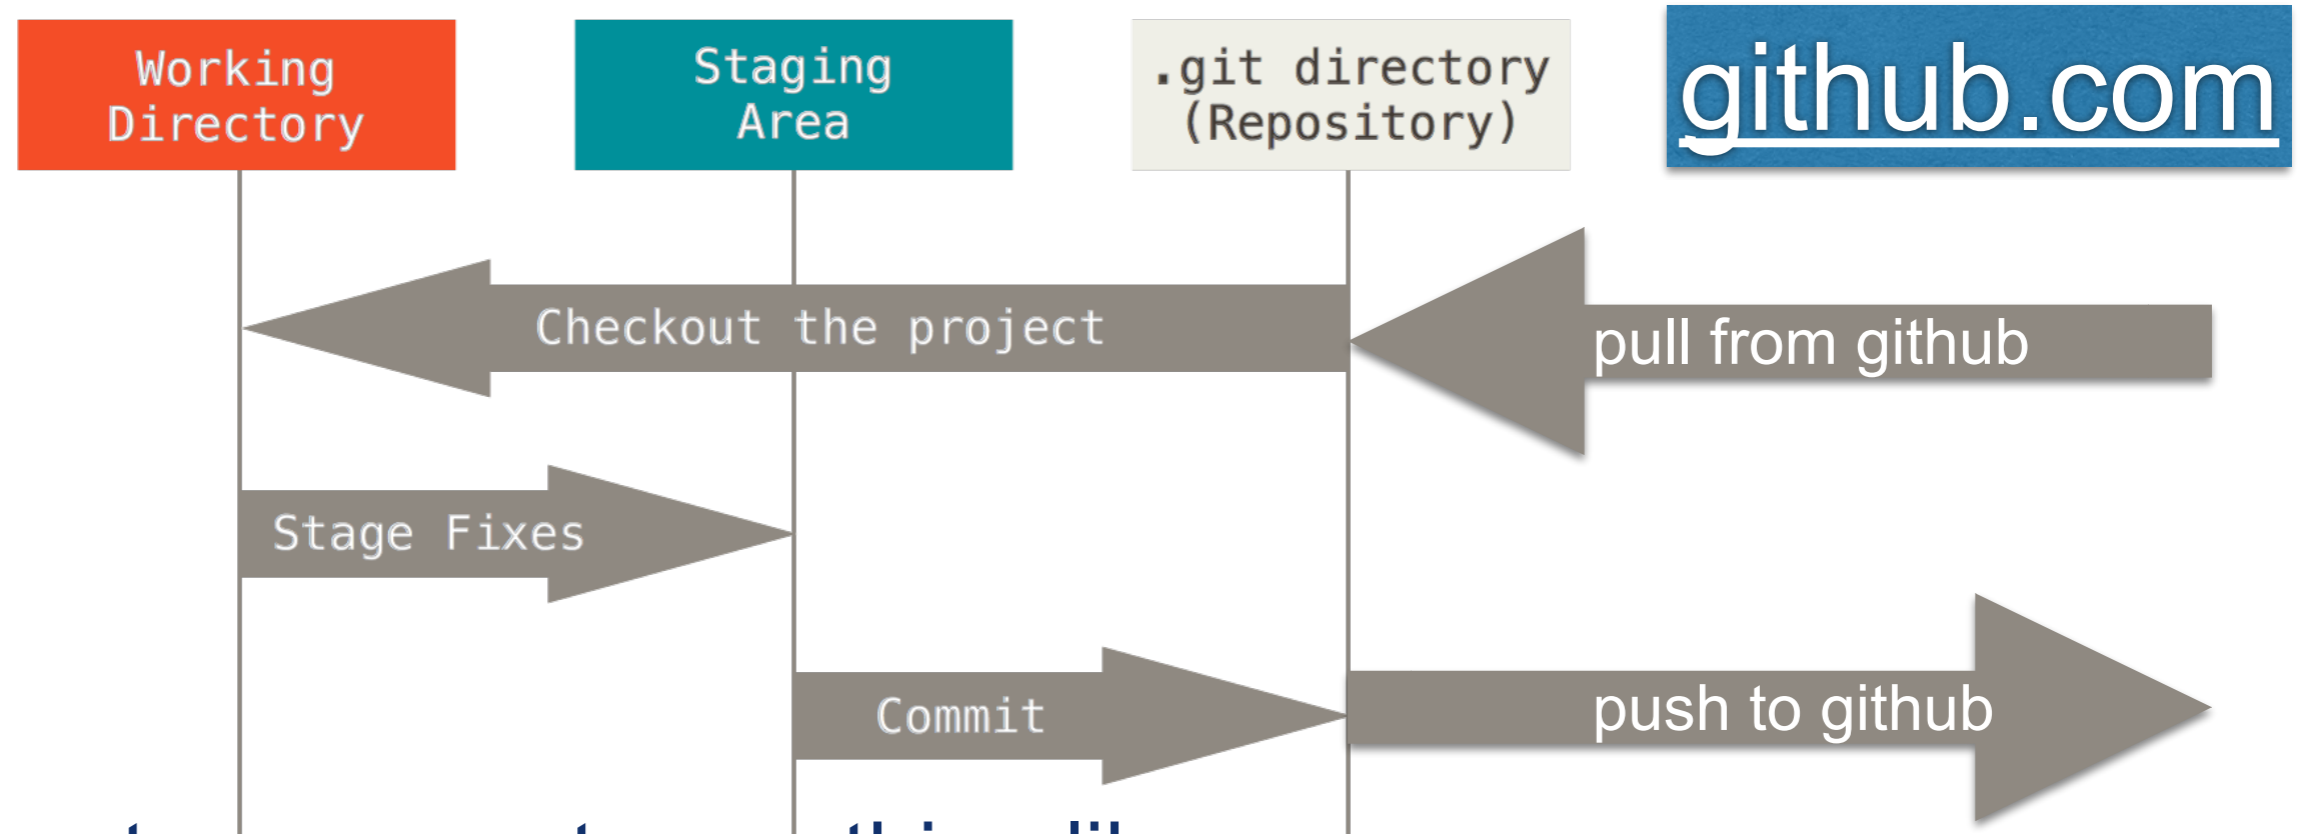 Working
Directory
Staging
Area
.git directory
(Repository)
github.com
Checkout the project
pull from github
Stage Fixes
Commit
push to github